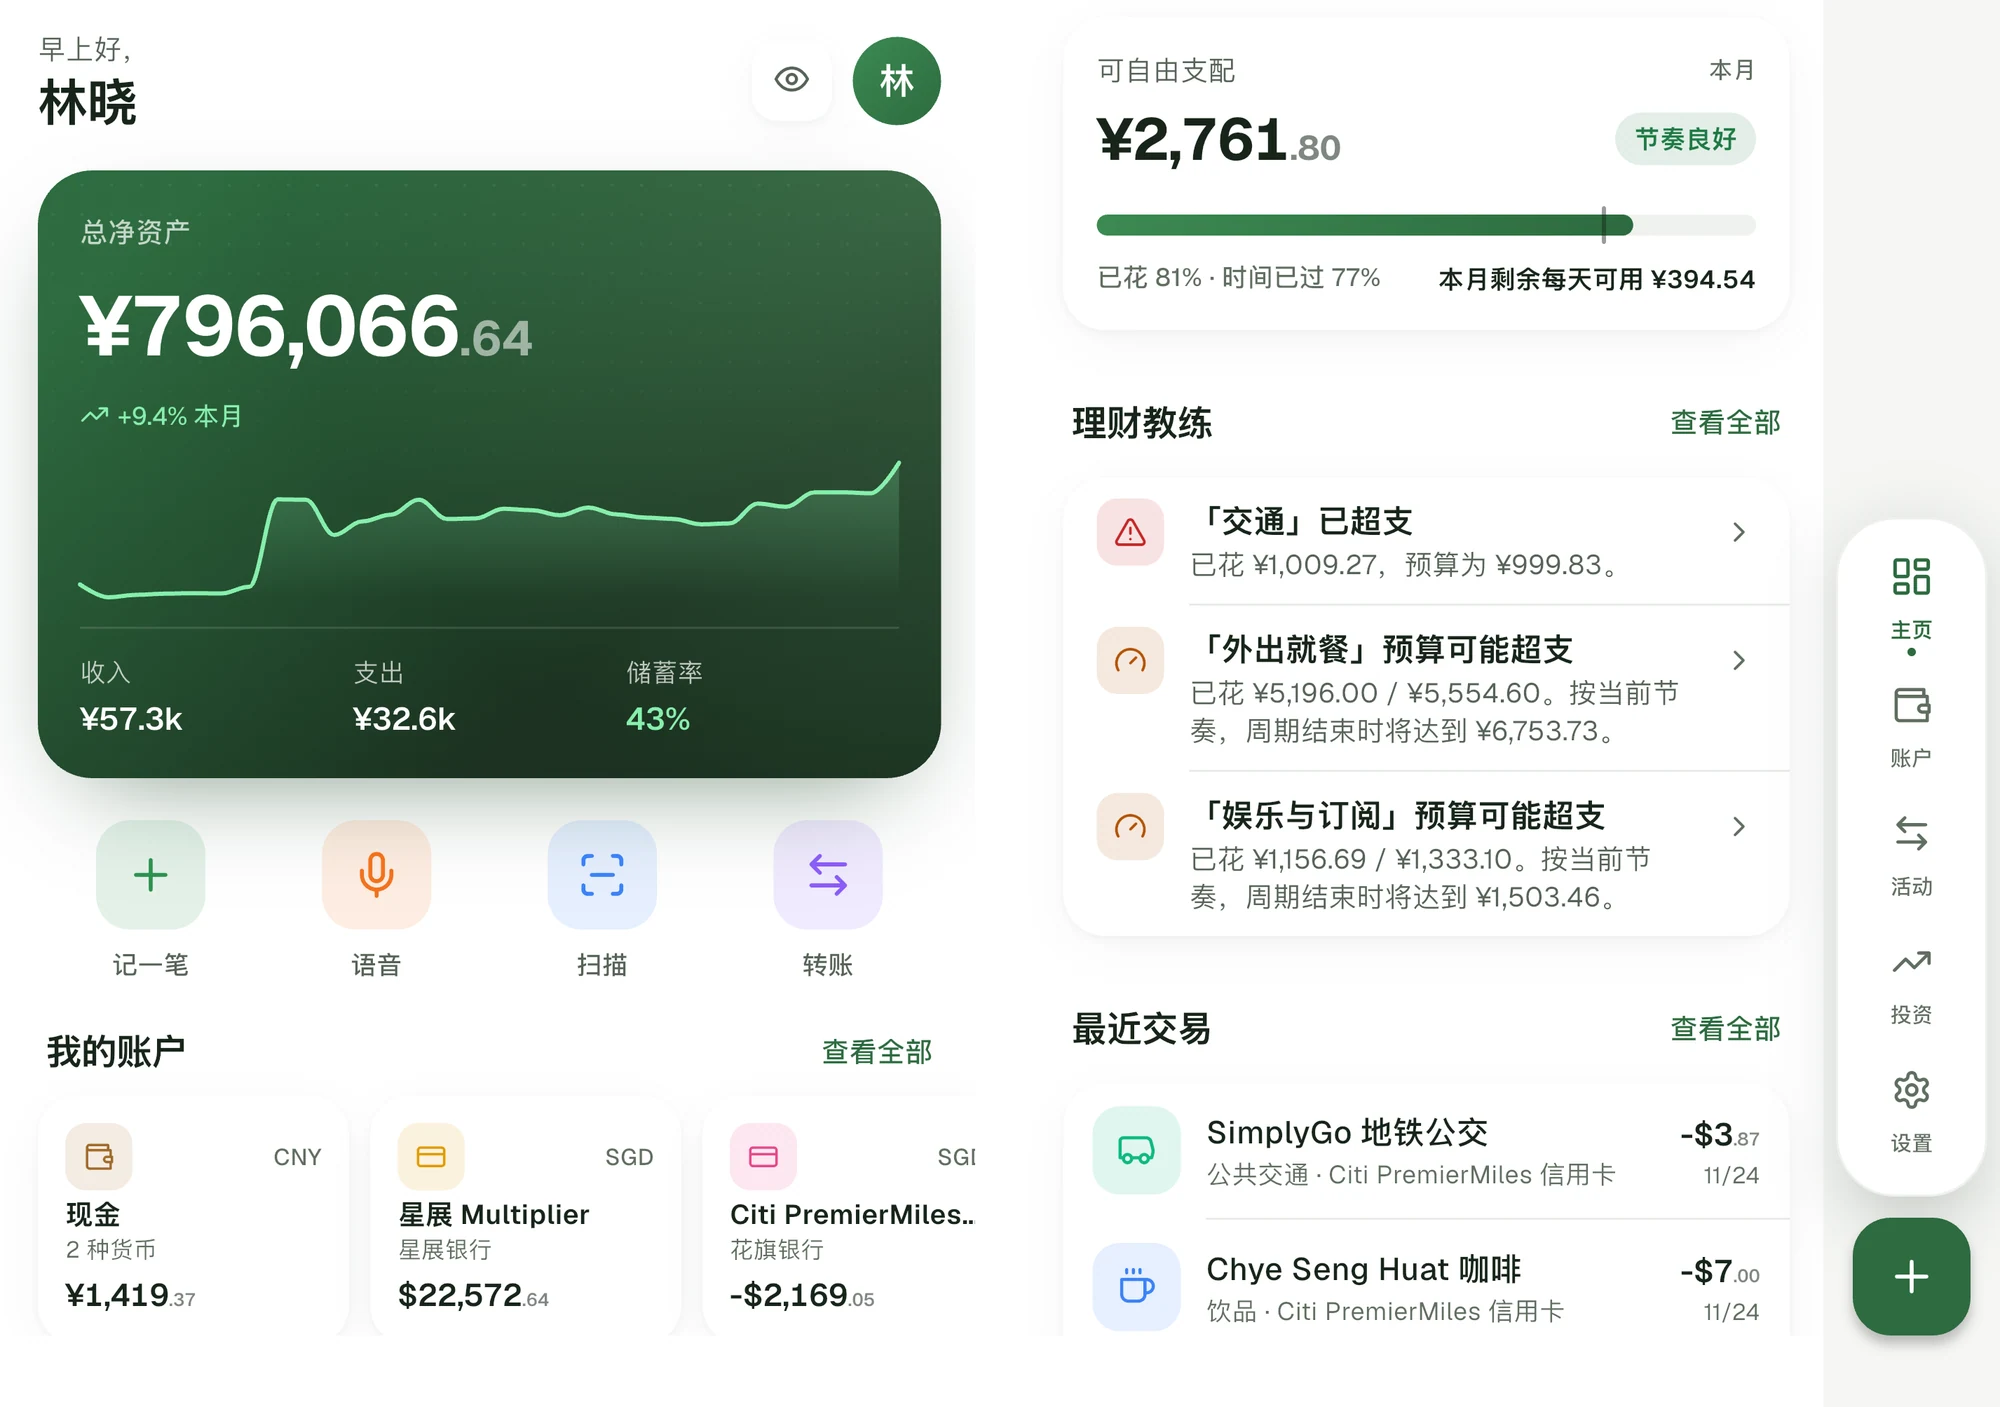 早上好,
林晓
林
总净资产
¥796,066.64
+9.4% 本月
收入
支出
储蓄率
¥57.3k
¥32.6k
43%
记一笔
语音
扫描
转账
我的账户
查看全部
CNY
现金
2 种货币
¥1,419.37
SGD
星展 Multiplier
星展银行
$22,572.64
SGD
Citi PremierMiles...
花旗银行
-$2,169.05
可自由支配
本月
¥2,761.80
节奏良好
已花 81% · 时间已过 77%
本月剩余每天可用 ¥394.54
理财教练
查看全部
「交通」已超支
已花 ¥1,009.27，预算为 ¥999.83。
「外出就餐」预算可能超支
已花 ¥5,196.00 / ¥5,554.60。按当前节
奏，周期结束时将达到 ¥6,753.73。
「娱乐与订阅」预算可能超支
已花 ¥1,156.69 / ¥1,333.10。按当前节
奏，周期结束时将达到 ¥1,503.46。
最近交易
查看全部
SimplyGo 地铁公交
-$3.87
公共交通 · Citi PremierMiles 信用卡
11/24
Chye Seng Huat 咖啡
-$7.00
饮品 · Citi PremierMiles 信用卡
11/24
主页
账户
活动
投资
设置